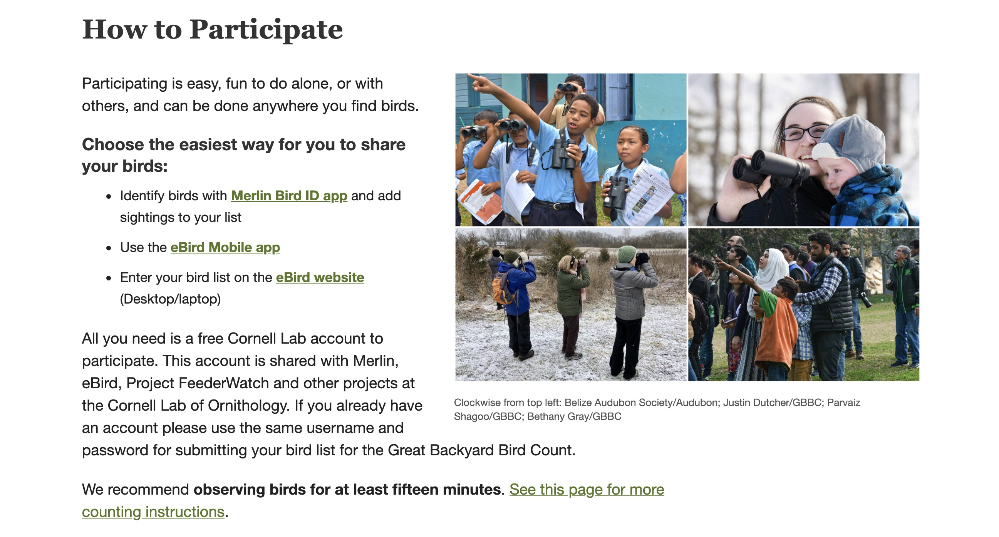 How to Participate
Participating is easy, fun to do alone, or with
others, and can be done anywhere you find birds.
Choose the easiest way for you to share
your birds:
• Identify birds with Merlin Bird ID app and add
sightings to your list
• Use the eBird Mobile app
• Enter your bird list on the eBird website
(Desktop/laptop)
All you need is a free Cornell Lab account to
participate. This account is shared with Merlin,
eBird, Project FeederWatch and other projects at
the Cornell Lab of Ornithology. If you already have
an account please use the same username and
password for submitting your bird list for the Great Backyard Bird Count.
We recommend observing birds for at least fifteen minutes. See this page for more
counting instructions.
Clockwise from top left: Belize Audubon Society/Audubon; Justin Dutcher/GBBC; Parvaiz
Shagoo/GBBC; Bethany Gray/GBBC